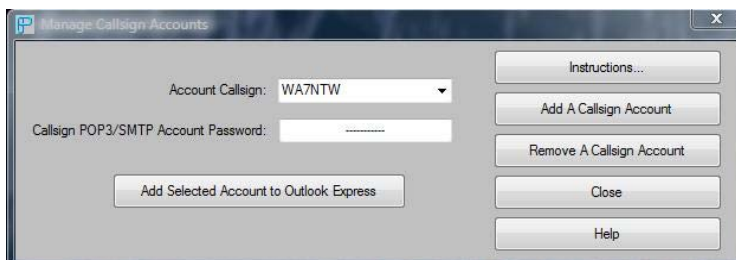 Manage Callsign Accounts
X
Account Callsign: WA7NTW
Callsign POP3/SMTP Account Password: ----------
Add Selected Account to Outlook Express
Instructions...
Add A Callsign Account
Remove A Callsign Account
Close
Help